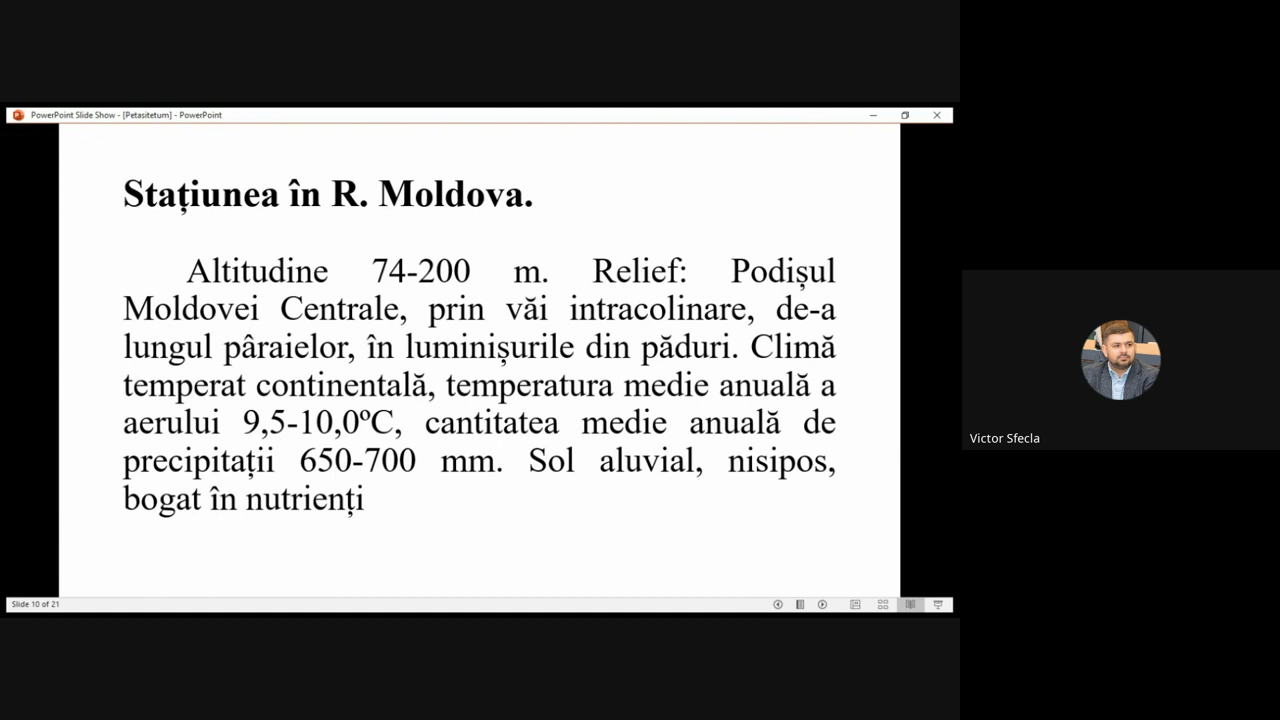 PowerPoint Slide Show - [Petasitetum] - PowerPoint
Stațiunea în R. Moldova.
Altitudine 74-200 m. Relief: Podișul
Moldovei Centrale, prin văi intracolinare, de-a
lungul pâraielor, în luminișurile din păduri. Climă
temperat continentală, temperatura medie anuală a
aerului 9,5-10,0ºC, cantitatea medie anuală de
precipitații 650-700 mm. Sol aluvial, nisipos,
bogat în nutrienți
Slide 10 of 21
Victor Sfecla